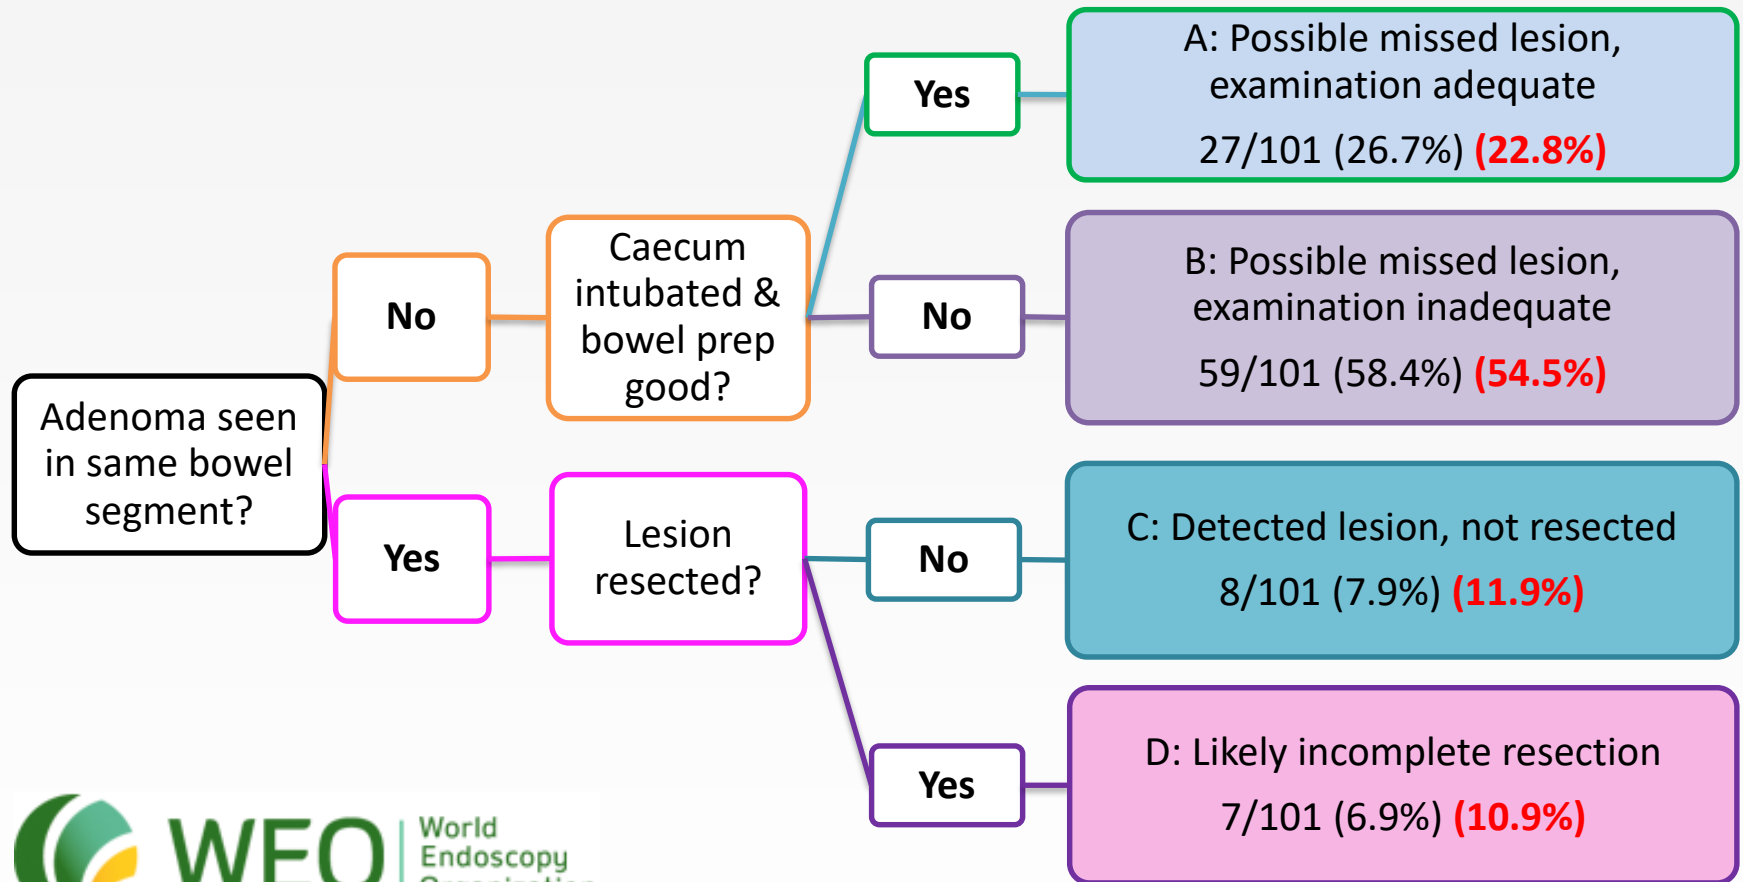 Adenoma seen
in same bowel
segment?
No
Caecum
intubated &
bowel prep
good?
Yes
A: Possible missed lesion,
examination adequate
27/101 (26.7%) (22.8%)
No
B: Possible missed lesion,
examination inadequate
59/101 (58.4%) (54.5%)
Yes
Lesion
resected?
No
C: Detected lesion, not resected
8/101 (7.9%) (11.9%)
Yes
D: Likely incomplete resection
7/101 (6.9%) (10.9%)
WEO
World
Endoscopy
Organization